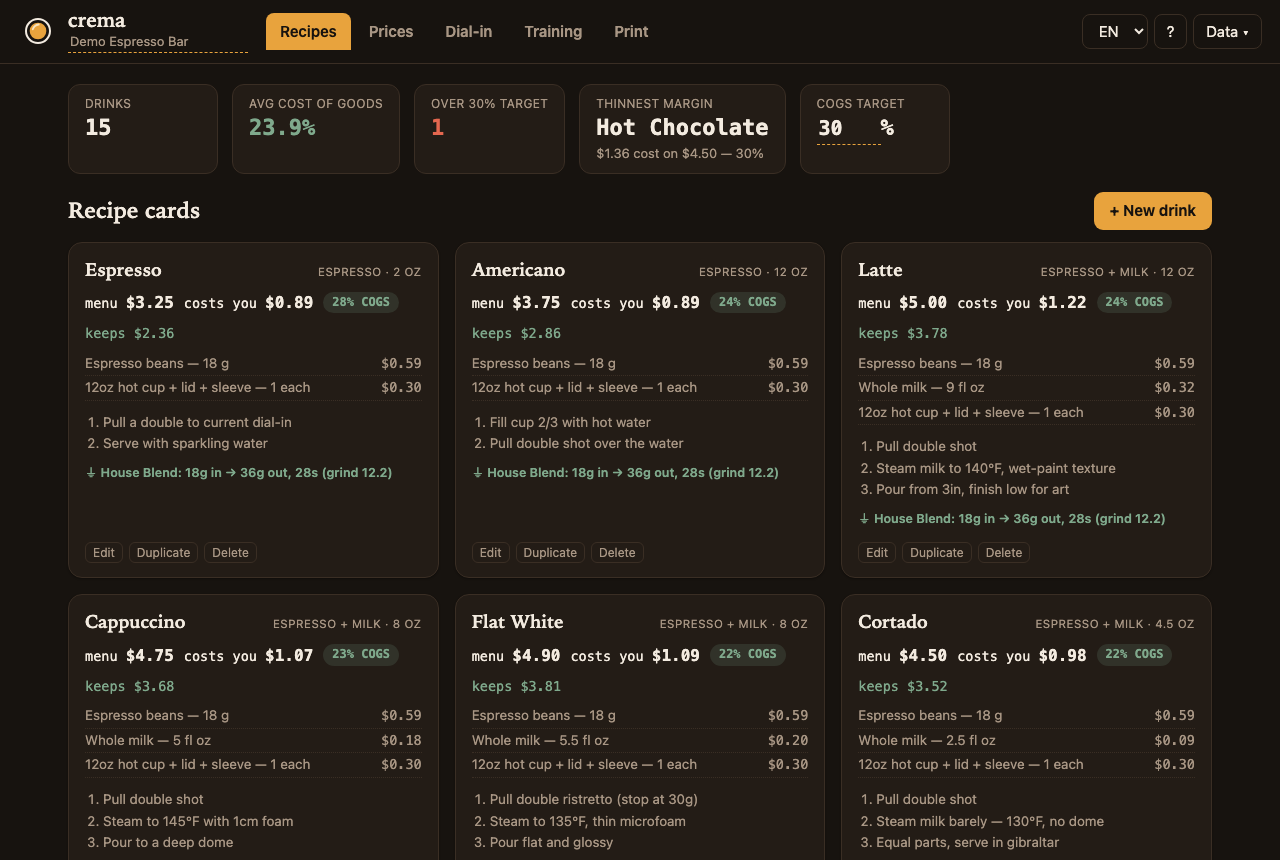 crema
Demo Espresso Bar
Recipes
Prices
Dial-in
Training
Print
EN
?
Data ▾
DRINKS
15
AVG COST OF GOODS
23.9%
OVER 30% TARGET
1
THINNEST MARGIN
Hot Chocolate
$1.36 cost on $4.50 — 30%
COGS TARGET
30 %
Recipe cards
+ New drink
Espresso
ESPRESSO · 2 OZ
menu $3.25 costs you $0.89 28% COGS
keeps $2.36
Espresso beans — 18 g $0.59
12oz hot cup + lid + sleeve — 1 each $0.30
1. Pull a double to current dial-in
2. Serve with sparkling water
⏚ House Blend: 18g in → 36g out, 28s (grind 12.2)
Edit Duplicate Delete
Americano
ESPRESSO · 12 OZ
menu $3.75 costs you $0.89 24% COGS
keeps $2.86
Espresso beans — 18 g $0.59
12oz hot cup + lid + sleeve — 1 each $0.30
1. Fill cup 2/3 with hot water
2. Pull double shot over the water
⏚ House Blend: 18g in → 36g out, 28s (grind 12.2)
Edit Duplicate Delete
Latte
ESPRESSO + MILK · 12 OZ
menu $5.00 costs you $1.22 24% COGS
keeps $3.78
Espresso beans — 18 g $0.59
Whole milk — 9 fl oz $0.32
12oz hot cup + lid + sleeve — 1 each $0.30
1. Pull double shot
2. Steam milk to 140°F, wet-paint texture
3. Pour from 3in, finish low for art
⏚ House Blend: 18g in → 36g out, 28s (grind 12.2)
Edit Duplicate Delete
Cappuccino
ESPRESSO + MILK · 8 OZ
menu $4.75 costs you $1.07 23% COGS
keeps $3.68
Espresso beans — 18 g $0.59
Whole milk — 5 fl oz $0.18
12oz hot cup + lid + sleeve — 1 each $0.30
1. Pull double shot
2. Steam to 145°F with 1cm foam
3. Pour to a deep dome
Flat White
ESPRESSO + MILK · 8 OZ
menu $4.90 costs you $1.09 22% COGS
keeps $3.81
Espresso beans — 18 g $0.59
Whole milk — 5.5 fl oz $0.20
12oz hot cup + lid + sleeve — 1 each $0.30
1. Pull double ristretto (stop at 30g)
2. Steam to 135°F, thin microfoam
3. Pour flat and glossy
Cortado
ESPRESSO + MILK · 4.5 OZ
menu $4.50 costs you $0.98 22% COGS
keeps $3.52
Espresso beans — 18 g $0.59
Whole milk — 2.5 fl oz $0.09
12oz hot cup + lid + sleeve — 1 each $0.30
1. Pull double shot
2. Steam milk barely — 130°F, no dome
3. Equal parts, serve in gibraltar